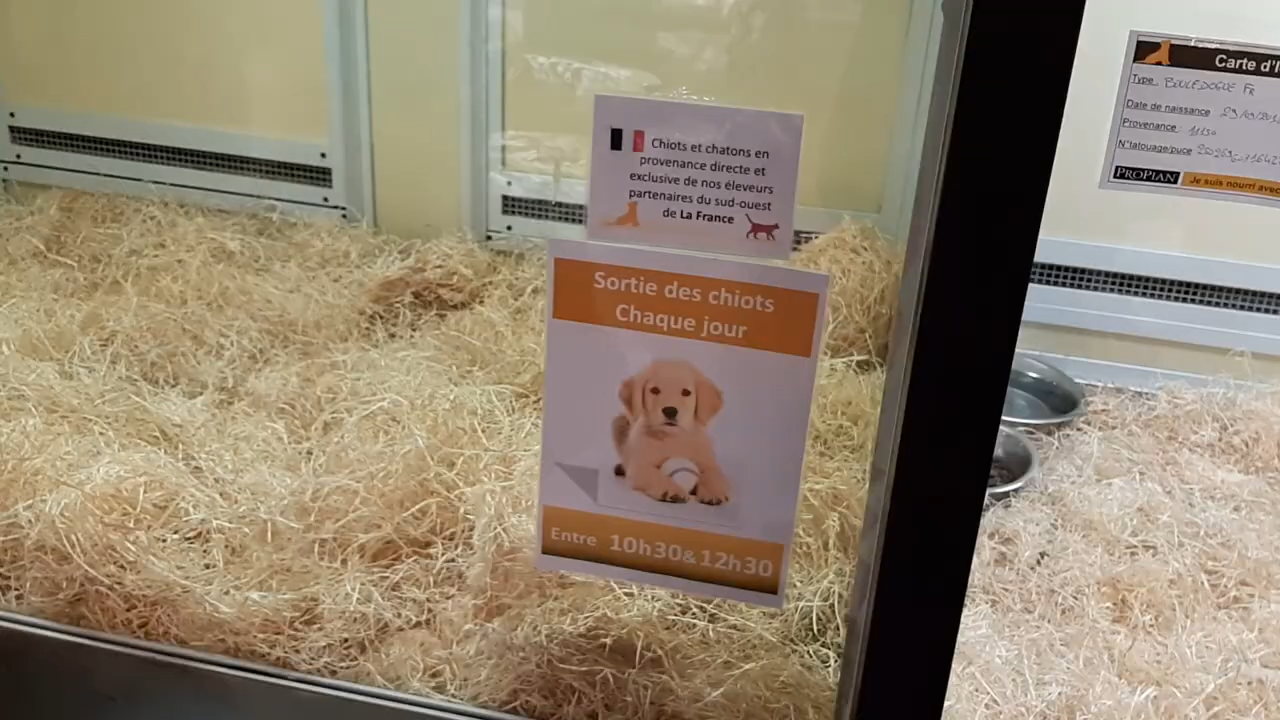 Chiots et chatons en
provenance directe et
exclusive de nos éleveurs
partenaires du sud-ouest
de La France
Sortie des chiots
Chaque jour
Entre 10h30&12h30
Carte d'I
Type BOULEDOGUE FR
Date de naissance
Provenance:
N°tatouage/puce
PROPLAN
Je suis nourri avec